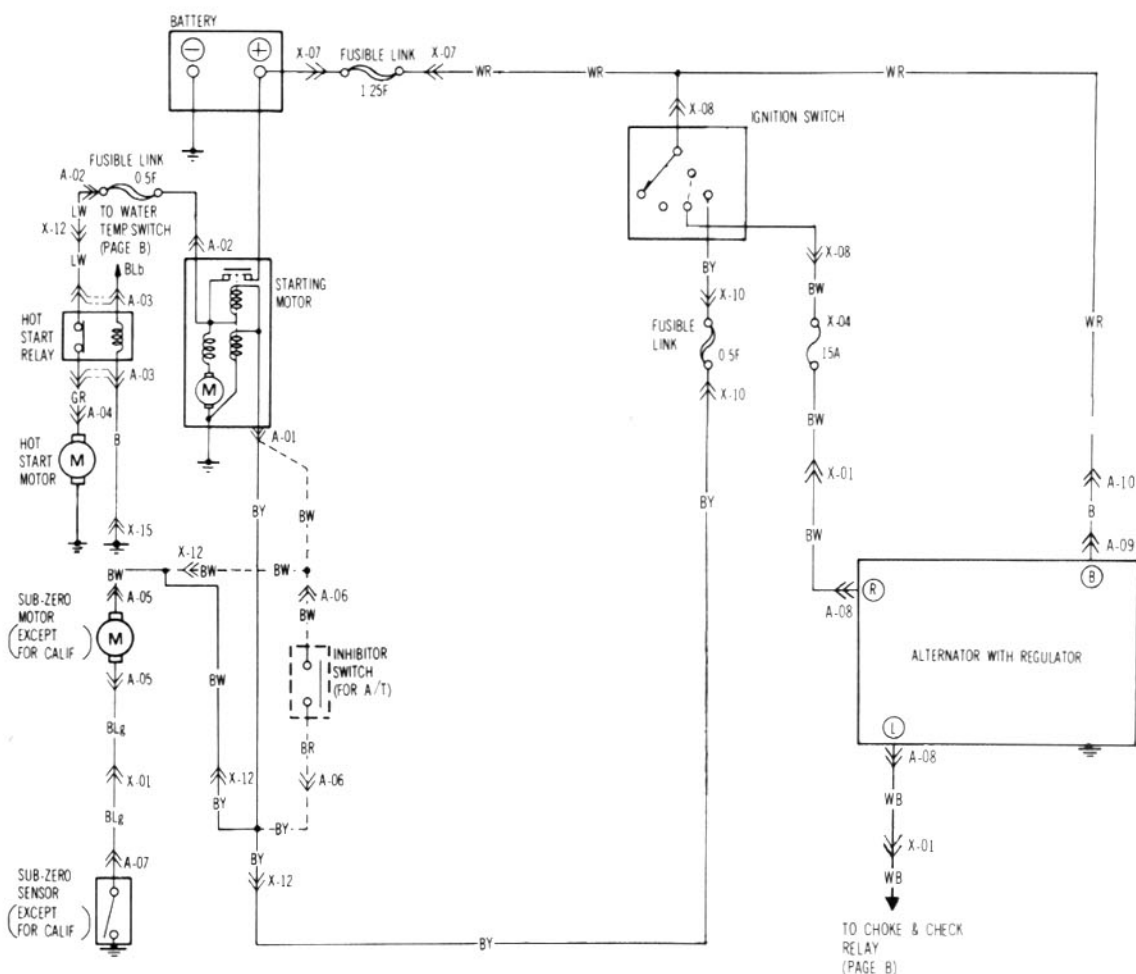 BATTERY
−
+
X-07
FUSIBLE LINK
1.25F
X-07
WR
WR
WR
X-08
IGNITION SWITCH
FUSIBLE LINK
0.5F
A-02
LW
TO WATER
TEMP SWITCH
(PAGE B)
X-12
LW
BLb
A-02
STARTING
MOTOR
M
A-03
HOT
START
RELAY
A-03
GR
A-04
B
HOT
START
MOTOR
M
X-15
A-01
BY
BW
BY
X-10
FUSIBLE
LINK
0.5F
X-10
BY
X-08
BW
X-04
15A
BW
X-01
BW
A-08
WR
A-10
B
A-09
R
B
ALTERNATOR WITH REGULATOR
L
A-08
WB
X-01
WB
TO CHOKE & CHECK
RELAY
(PAGE B)
X-12
BW
BW
BW
A-05
SUB-ZERO
MOTOR
(EXCEPT
FOR CALIF)
M
A-05
BLg
X-01
BLg
A-07
SUB-ZERO
SENSOR
(EXCEPT
FOR CALIF)
BW
X-12
BY
A-06
BW
INHIBITOR
SWITCH
(FOR A/T)
BR
A-06
BY
BY
X-12
BY